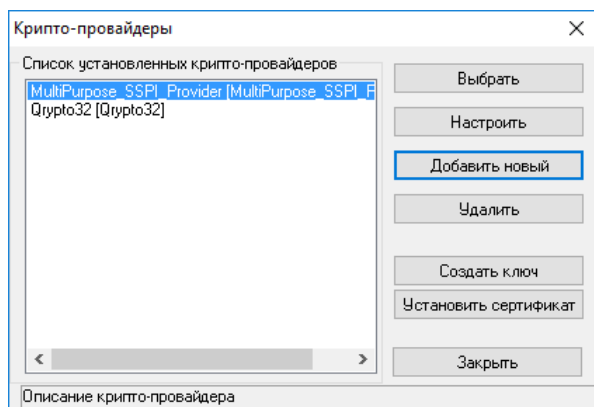 Крипто-провайдеры
Список установленных крипто-провайдеров
MultiPurpose_SSPI_Provider [MultiPurpose_SSPI_P
Qrypto32 [Qrypto32]
Выбрать
Настроить
Добавить новый
Удалить
Создать ключ
Установить сертификат
Закрыть
Описание крипто-провайдера